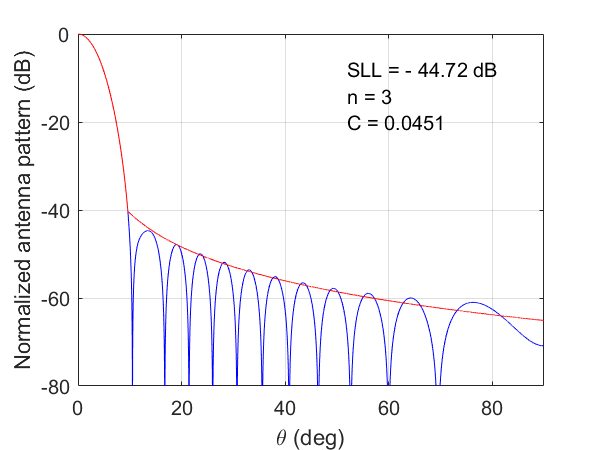 Normalized antenna pattern (dB)
0
-20
-40
-60
-80
SLL = - 44.72 dB
n = 3
C = 0.0451
0 20 40 60 80
θ (deg)